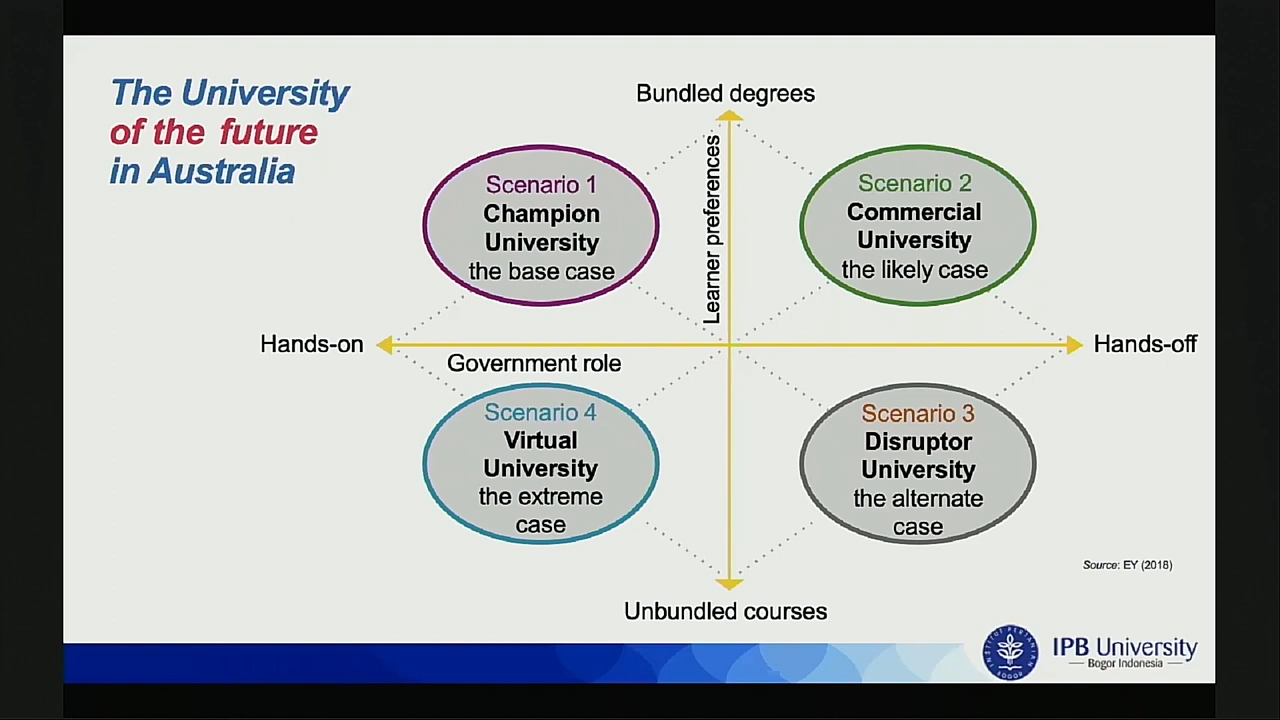 The University
of the future
in Australia
Bundled degrees
Learner preferences
Scenario 1
Champion
University
the base case
Scenario 2
Commercial
University
the likely case
Hands-on
Hands-off
Government role
Scenario 4
Virtual
University
the extreme
case
Scenario 3
Disruptor
University
the alternate
case
Source: EY (2018)
Unbundled courses
IPB University
Bogor Indonesia